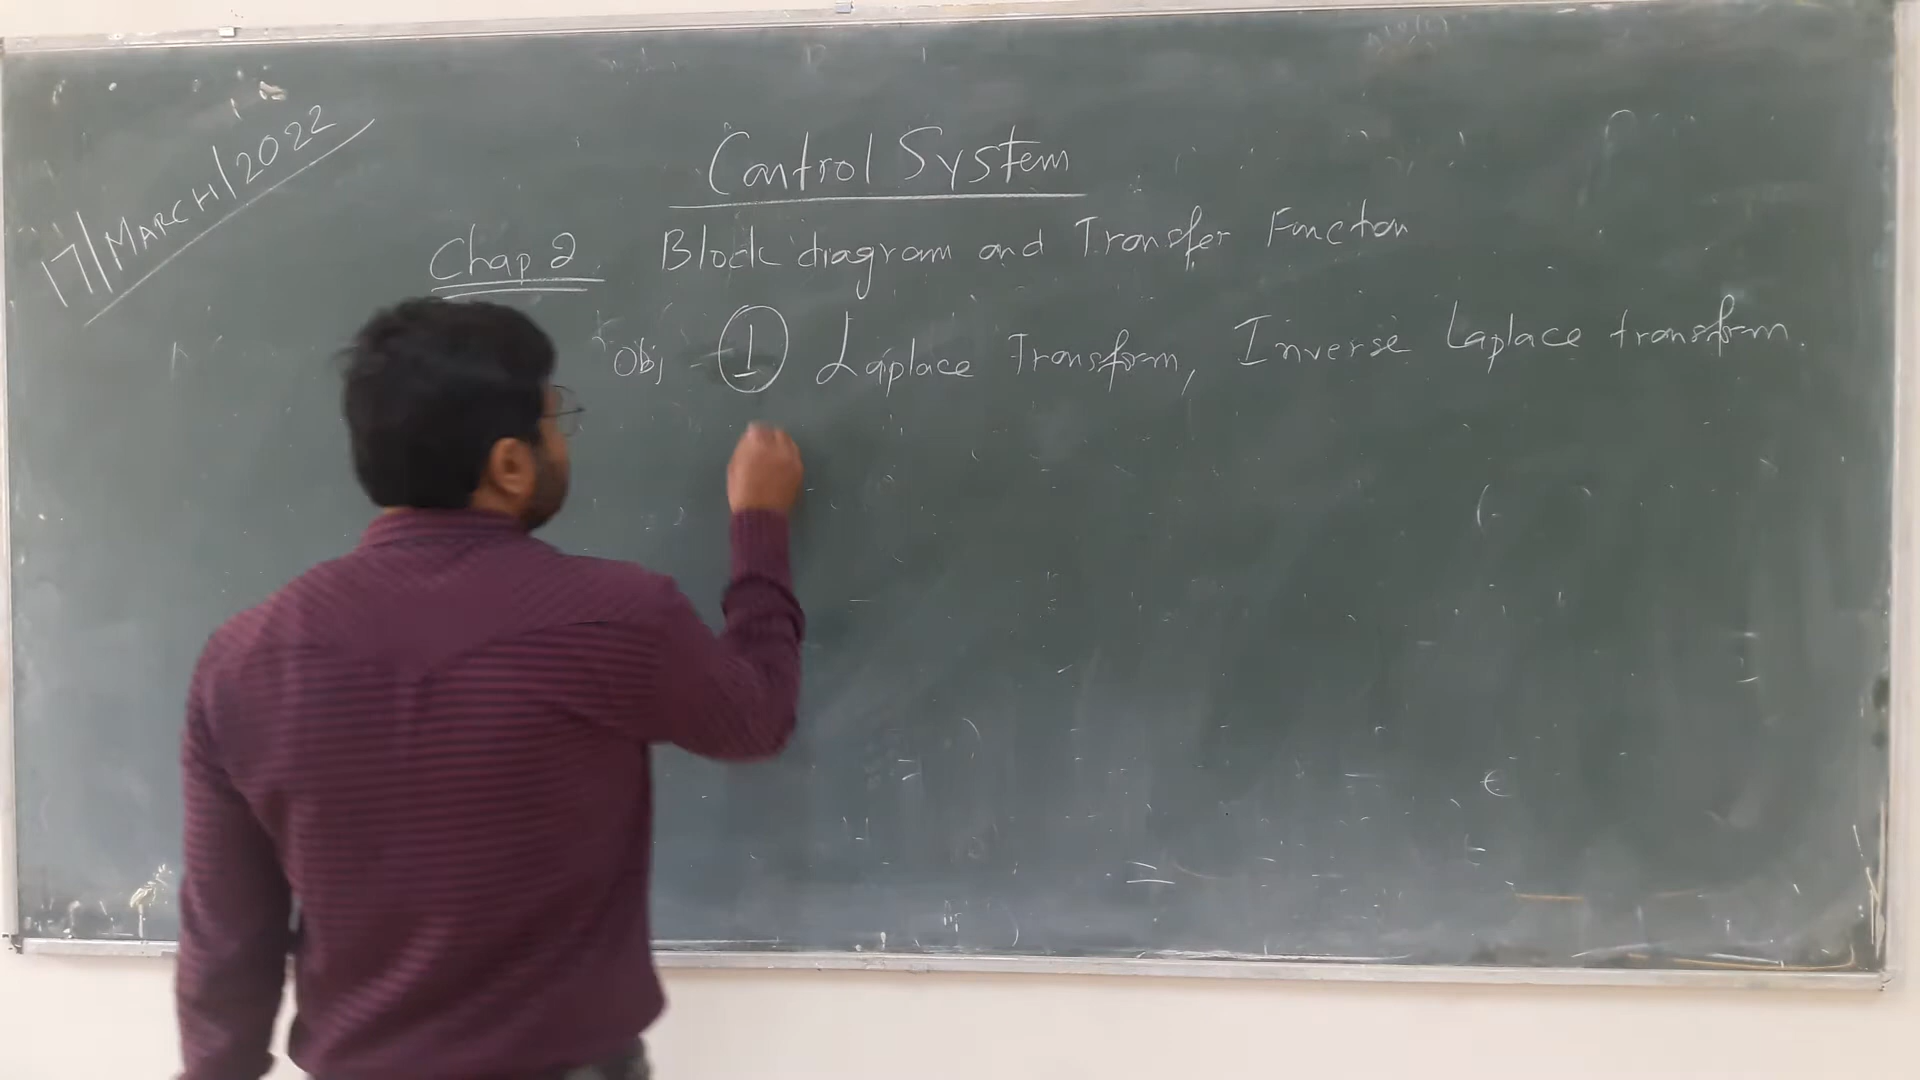 17/MARCH/2022
Control System
Chap 2 Block diagram and Transfer Function
Obj - ① Laplace Transform, Inverse Laplace transform.